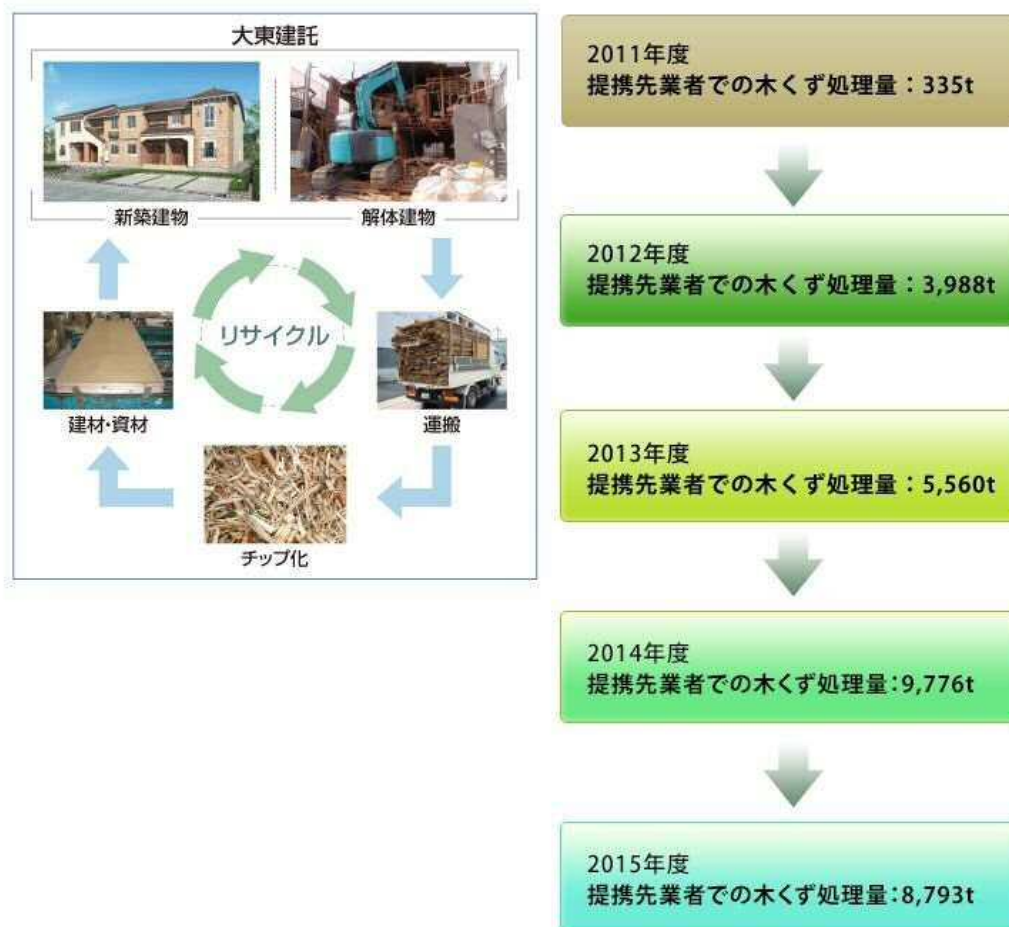 大東建託
新築建物
解体建物
リサイクル
建材・資材
運搬
チップ化
2011年度
提携先業者での木くず処理量：335t
2012年度
提携先業者での木くず処理量：3,988t
2013年度
提携先業者での木くず処理量：5,560t
2014年度
提携先業者での木くず処理量：9,776t
2015年度
提携先業者での木くず処理量：8,793t